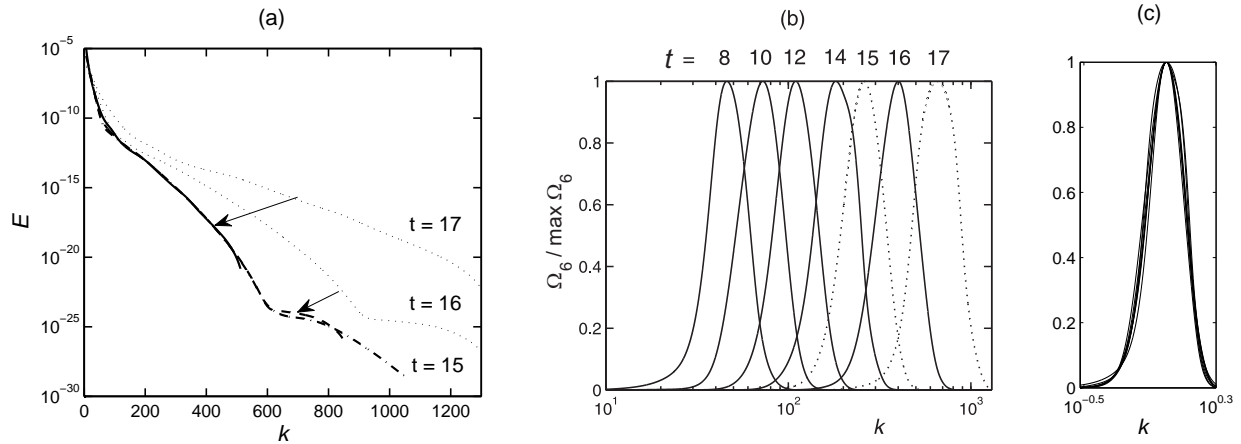 (a)
10^-5
10^-10
10^-15
10^-20
10^-25
10^-30
E
t = 17
t = 16
t = 15
0 200 400 600 800 1000 1200
k
(b)
t = 8 10 12 14 15 16 17
1
0.8
0.6
0.4
0.2
0
Ω_6 / max Ω_6
10^1 10^2 10^3
k
(c)
1
0.8
0.6
0.4
0.2
0
10^-0.5 10^0.3
k